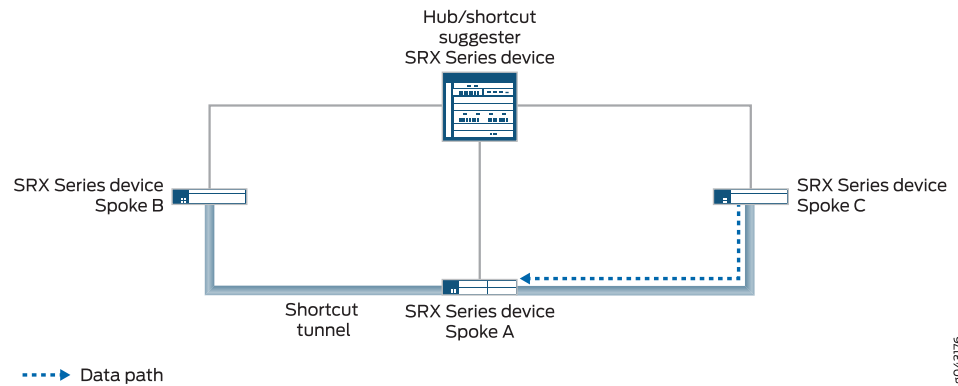 Hub/shortcut
suggester
SRX Series device
SRX Series device
Spoke B
SRX Series device
Spoke C
Shortcut
tunnel
SRX Series device
Spoke A
Data path
g043176